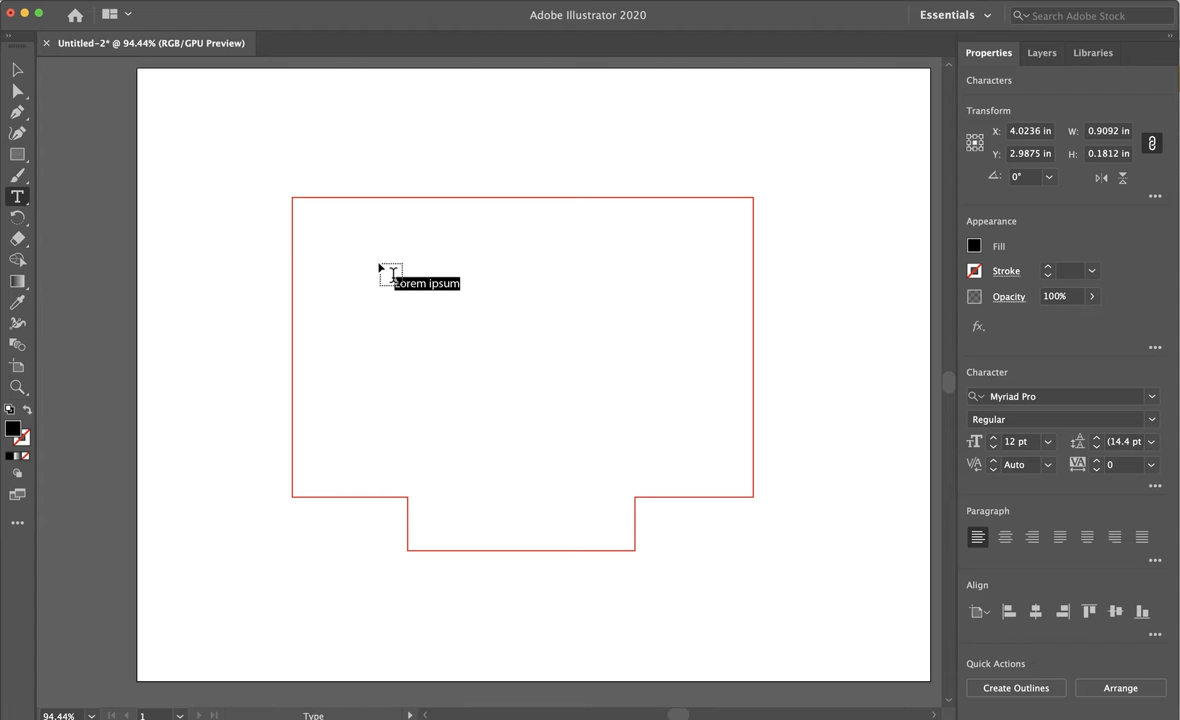 Adobe Illustrator 2020
Essentials
Search Adobe Stock
Untitled-2* @ 94.44% (RGB/GPU Preview)
Properties
Layers
Libraries
Characters
Transform
X: 4.0236 in
W: 0.9092 in
Y: 2.9875 in
H: 0.1812 in
0°
Appearance
Fill
Stroke
Opacity
100%
fx.
Lorem ipsum
Character
Myriad Pro
Regular
12 pt
(14.4 pt
Auto
0
Paragraph
Align
Quick Actions
Create Outlines
Arrange
94.44%
1
Type